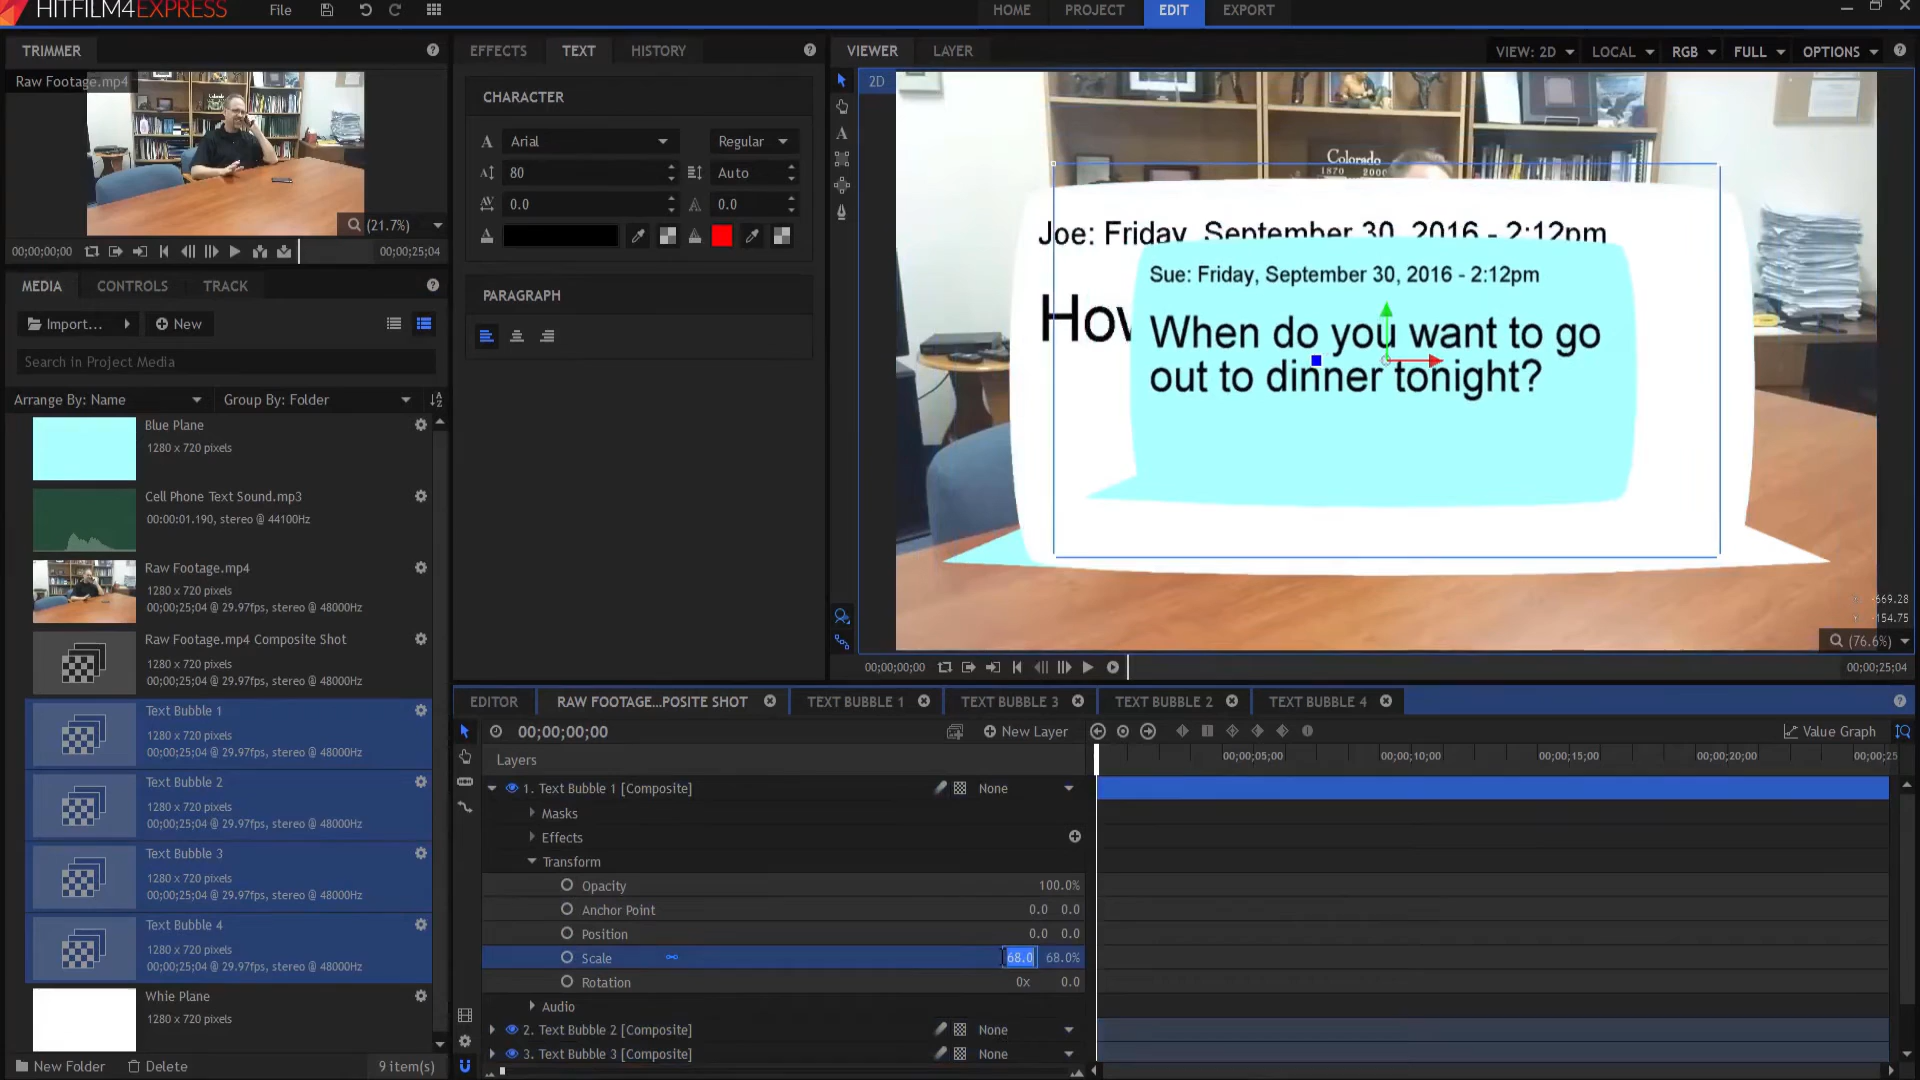 HITFILM4EXPRESS
File
HOME
PROJECT
EDIT
EXPORT
TRIMMER
Raw Footage.mp4
(21.7%)
00;00;00;00
00;00;25;04
MEDIA
CONTROLS
TRACK
Import...
New
Search in Project Media
Arrange By: Name
Group By: Folder
Blue Plane
1280 x 720 pixels
Cell Phone Text Sound.mp3
00:00:01.190, stereo @ 44100Hz
Raw Footage.mp4
1280 x 720 pixels
00;00;25;04 @ 29.97fps, stereo @ 48000Hz
Raw Footage.mp4 Composite Shot
1280 x 720 pixels
00;00;25;04 @ 29.97fps, stereo @ 48000Hz
Text Bubble 1
1280 x 720 pixels
00;00;25;04 @ 29.97fps, stereo @ 48000Hz
Text Bubble 2
1280 x 720 pixels
00;00;25;04 @ 29.97fps, stereo @ 48000Hz
Text Bubble 3
1280 x 720 pixels
00;00;25;04 @ 29.97fps, stereo @ 48000Hz
Text Bubble 4
1280 x 720 pixels
00;00;25;04 @ 29.97fps, stereo @ 48000Hz
Whie Plane
1280 x 720 pixels
New Folder
Delete
9 item(s)
EFFECTS
TEXT
HISTORY
CHARACTER
Arial
Regular
80
Auto
0.0
0.0
PARAGRAPH
VIEWER
LAYER
VIEW: 2D
LOCAL
RGB
FULL
OPTIONS
2D
Colorado
1870 2000
Joe: Friday, September 30, 2016 - 2:12pm
How
Sue: Friday, September 30, 2016 - 2:12pm
When do you want to go
out to dinner tonight?
-669.28
-154.75
(76.6%)
00;00;00;00
00;00;25;04
EDITOR
RAW FOOTAGE...POSITE SHOT
TEXT BUBBLE 1
TEXT BUBBLE 3
TEXT BUBBLE 2
TEXT BUBBLE 4
00;00;00;00
New Layer
Value Graph
Layers
00;00;05;00
00;00;10;00
00;00;15;00
00;00;20;00
00;00;25
1. Text Bubble 1 [Composite]
None
Masks
Effects
Transform
Opacity
100.0%
Anchor Point
0.0 0.0
Position
0.0 0.0
Scale
68.0 68.0%
Rotation
0x 0.0
Audio
2. Text Bubble 2 [Composite]
None
3. Text Bubble 3 [Composite]
None